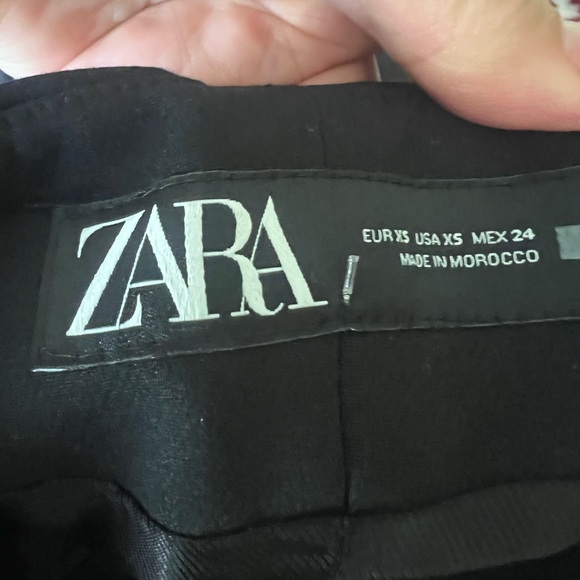 ZARA
EUR XS USA XS MEX 24
MADE IN MOROCCO